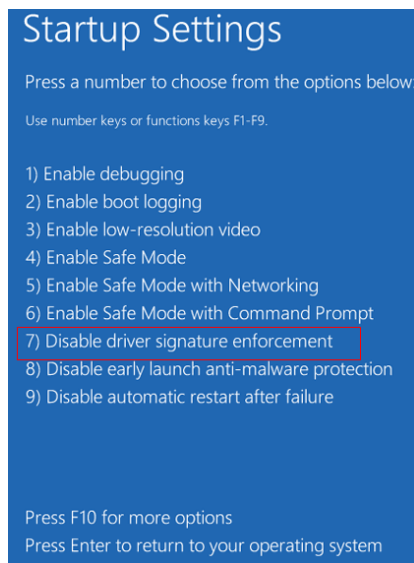 Startup Settings
Press a number to choose from the options below:
Use number keys or functions keys F1-F9.
1) Enable debugging
2) Enable boot logging
3) Enable low-resolution video
4) Enable Safe Mode
5) Enable Safe Mode with Networking
6) Enable Safe Mode with Command Prompt
7) Disable driver signature enforcement
8) Disable early launch anti-malware protection
9) Disable automatic restart after failure
Press F10 for more options
Press Enter to return to your operating system